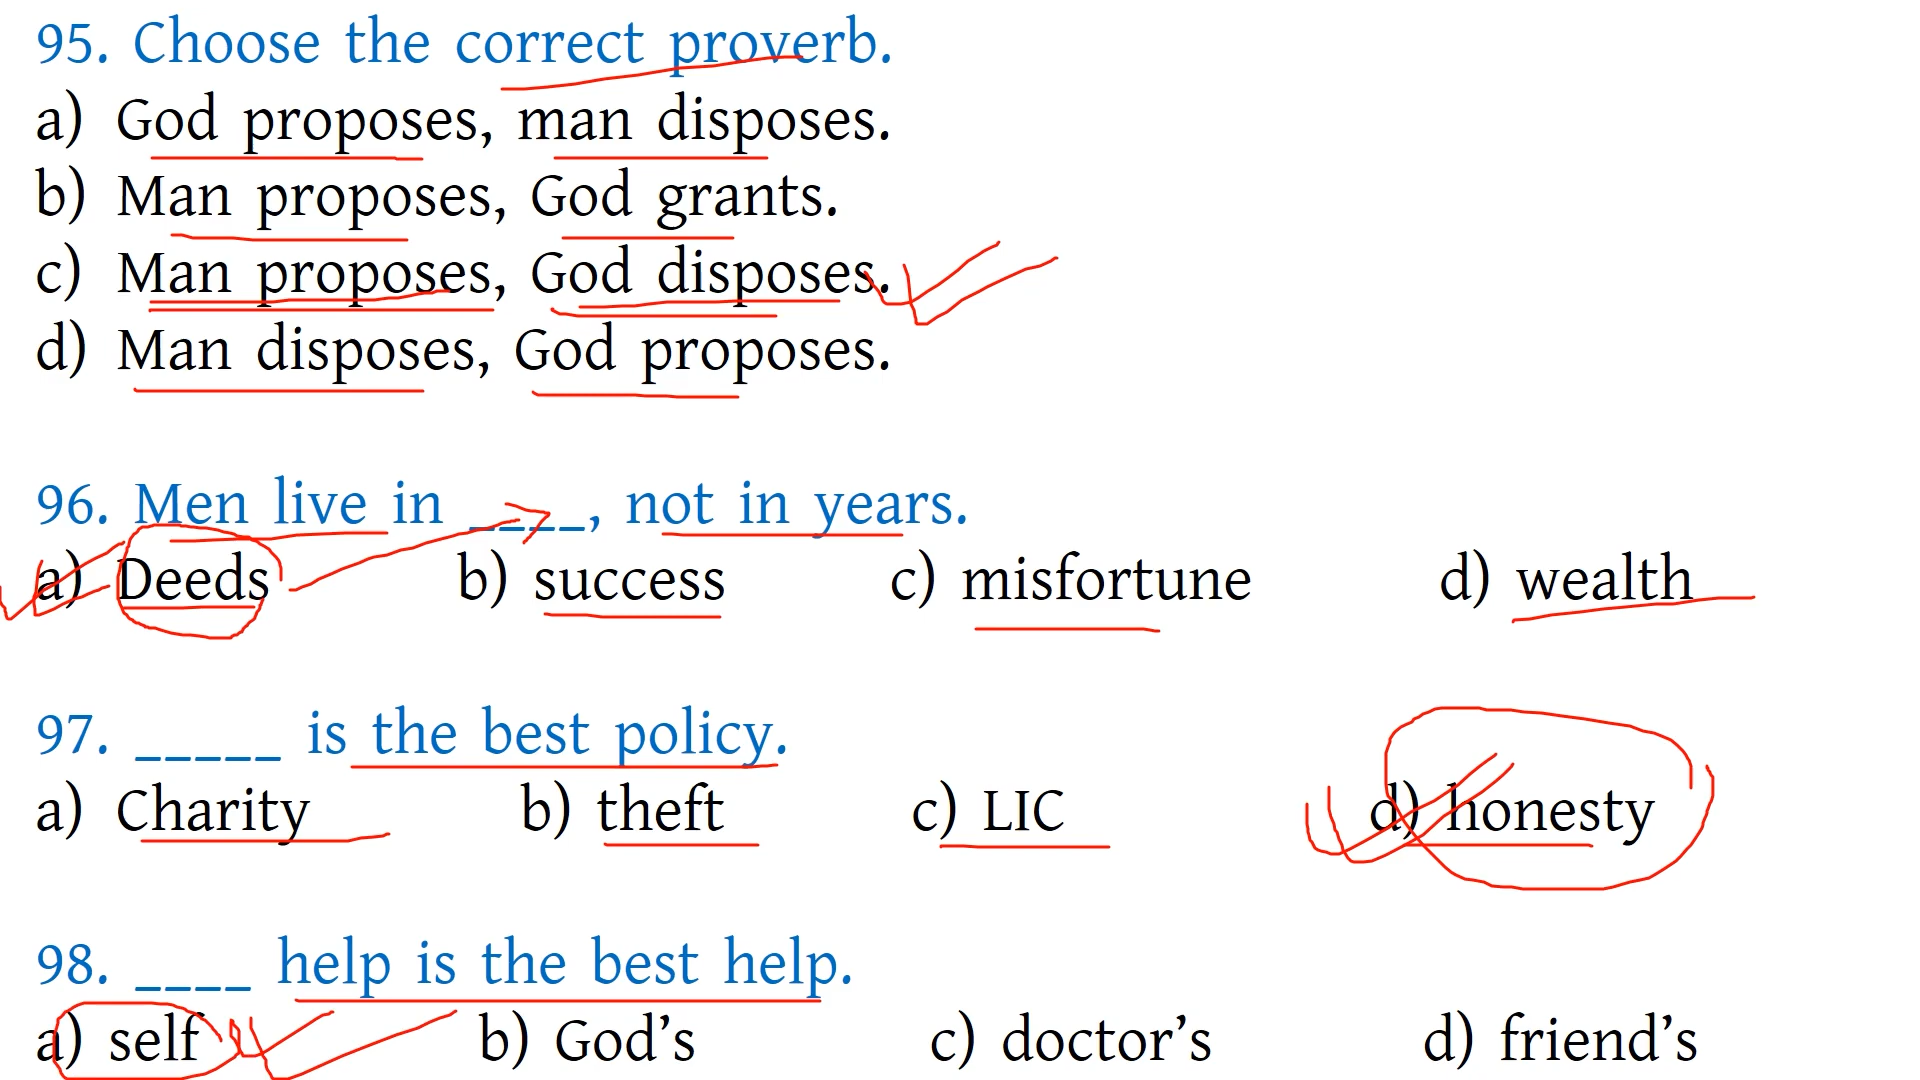 95. Choose the correct proverb.
a) God proposes, man disposes.
b) Man proposes, God grants.
c) Man proposes, God disposes.
d) Man disposes, God proposes.
96. Men live in ____, not in years.
a) Deeds b) success c) misfortune d) wealth
97. _____ is the best policy.
a) Charity b) theft c) LIC d) honesty
98. ____ help is the best help.
a) self b) God’s c) doctor’s d) friend’s